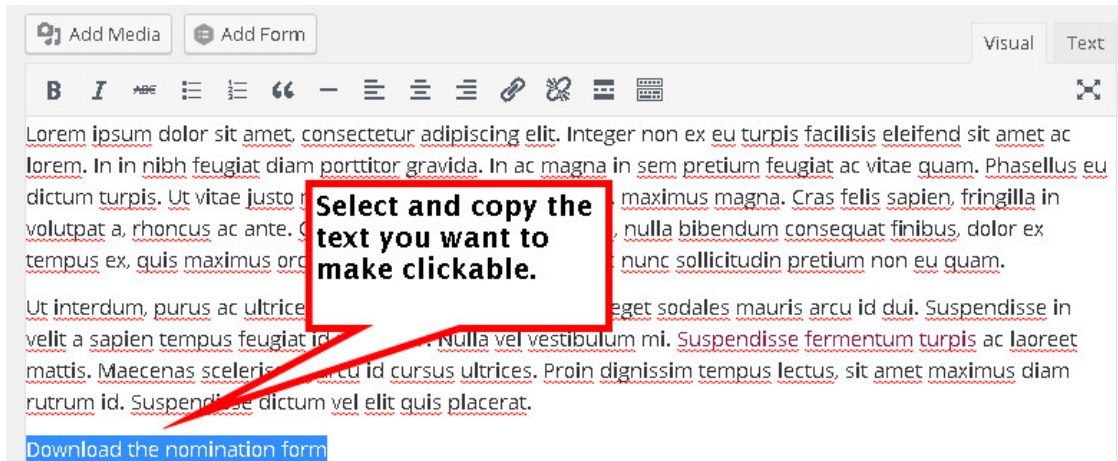 Add Media Add Form
Visual Text
B I ABC
Lorem ipsum dolor sit amet, consectetur adipiscing elit. Integer non ex eu turpis facilisis eleifend sit amet ac
lorem. In in nibh feugiat diam porttitor gravida. In ac magna in sem pretium feugiat ac vitae quam. Phasellus eu
dictum turpis. Ut vitae justo maximus magna. Cras felis sapien, fringilla in
volutpat a, rhoncus ac ante. nulla bibendum consequat finibus, dolor ex
tempus ex, quis maximus nunc sollicitudin pretium non eu quam.
Select and copy the
text you want to
make clickable.
Ut interdum, purus ac eget sodales mauris arcu id dui. Suspendisse in
velit a sapien tempus feugiat id Nulla vel vestibulum mi. Suspendisse fermentum turpis ac laoreet
mattis. Maecenas id cursus ultrices. Proin dignissim tempus lectus, sit amet maximus diam
rutrum id. Suspendisse dictum vel elit quis placerat.
Download the nomination form